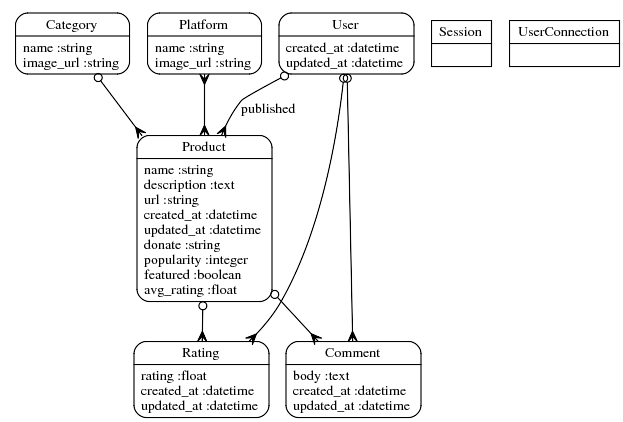 Category
name :string
image_url :string
Platform
name :string
image_url :string
User
created_at :datetime
updated_at :datetime
Session
UserConnection
published
Product
name :string
description :text
url :string
created_at :datetime
updated_at :datetime
donate :string
popularity :integer
featured :boolean
avg_rating :float
Rating
rating :float
created_at :datetime
updated_at :datetime
Comment
body :text
created_at :datetime
updated_at :datetime